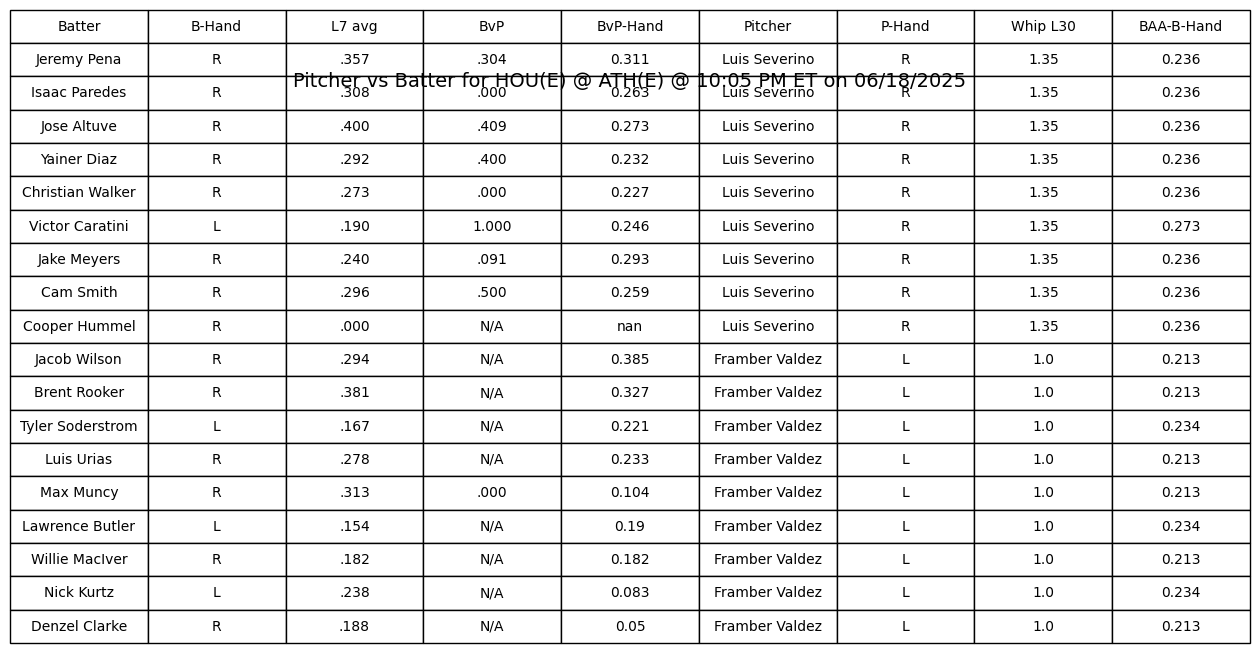 Batter B-Hand L7 avg BvP BvP-Hand Pitcher P-Hand Whip L30 BAA-B-Hand
Jeremy Pena R .357 .304 0.311 Luis Severino R 1.35 0.236
Pitcher vs Batter for HOU(E) @ ATH(E) @ 10:05 PM ET on 06/18/2025
Isaac Paredes R .308 .000 0.263 Luis Severino R 1.35 0.236
Jose Altuve R .400 .409 0.273 Luis Severino R 1.35 0.236
Yainer Diaz R .292 .400 0.232 Luis Severino R 1.35 0.236
Christian Walker R .273 .000 0.227 Luis Severino R 1.35 0.236
Victor Caratini L .190 1.000 0.246 Luis Severino R 1.35 0.273
Jake Meyers R .240 .091 0.293 Luis Severino R 1.35 0.236
Cam Smith R .296 .500 0.259 Luis Severino R 1.35 0.236
Cooper Hummel R .000 N/A nan Luis Severino R 1.35 0.236
Jacob Wilson R .294 N/A 0.385 Framber Valdez L 1.0 0.213
Brent Rooker R .381 N/A 0.327 Framber Valdez L 1.0 0.213
Tyler Soderstrom L .167 N/A 0.221 Framber Valdez L 1.0 0.234
Luis Urias R .278 N/A 0.233 Framber Valdez L 1.0 0.213
Max Muncy R .313 .000 0.104 Framber Valdez L 1.0 0.213
Lawrence Butler L .154 N/A 0.19 Framber Valdez L 1.0 0.234
Willie MacIver R .182 N/A 0.182 Framber Valdez L 1.0 0.213
Nick Kurtz L .238 N/A 0.083 Framber Valdez L 1.0 0.234
Denzel Clarke R .188 N/A 0.05 Framber Valdez L 1.0 0.213